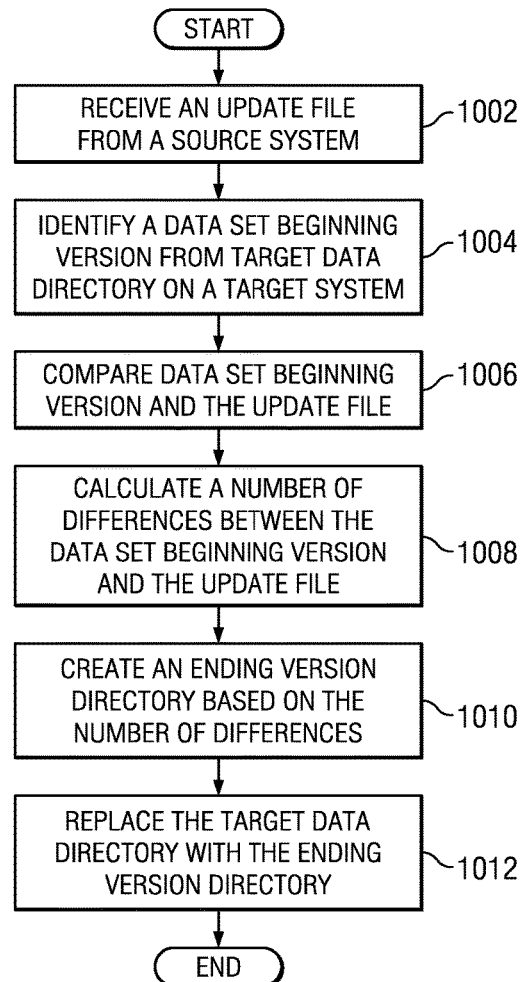 START
RECEIVE AN UPDATE FILE
FROM A SOURCE SYSTEM
1002
IDENTIFY A DATA SET BEGINNING
VERSION FROM TARGET DATA
DIRECTORY ON A TARGET SYSTEM
1004
COMPARE DATA SET BEGINNING
VERSION AND THE UPDATE FILE
1006
CALCULATE A NUMBER OF
DIFFERENCES BETWEEN THE
DATA SET BEGINNING VERSION
AND THE UPDATE FILE
1008
CREATE AN ENDING VERSION
DIRECTORY BASED ON THE
NUMBER OF DIFFERENCES
1010
REPLACE THE TARGET DATA
DIRECTORY WITH THE ENDING
VERSION DIRECTORY
1012
END